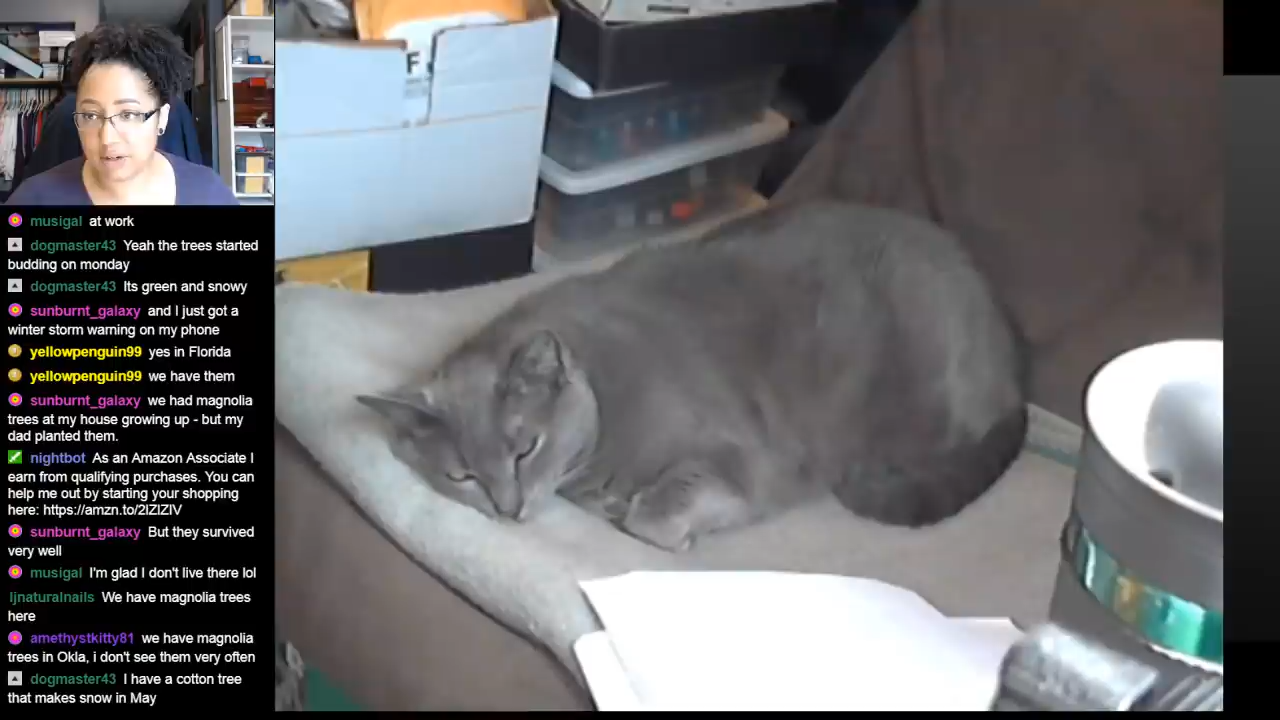 F
musigal at work
dogmaster43 Yeah the trees started
budding on monday
dogmaster43 Its green and snowy
sunburnt_galaxy and I just got a
winter storm warning on my phone
yellowpenguin99 yes in Florida
yellowpenguin99 we have them
sunburnt_galaxy we had magnolia
trees at my house growing up - but my
dad planted them.
nightbot As an Amazon Associate I
earn from qualifying purchases. You can
help me out by starting your shopping
here: https://amzn.to/2IZIZIV
sunburnt_galaxy But they survived
very well
musigal I'm glad I don't live there lol
ljnaturalnails We have magnolia trees
here
amethystkitty81 we have magnolia
trees in Okla, i don't see them very often
dogmaster43 I have a cotton tree
that makes snow in May